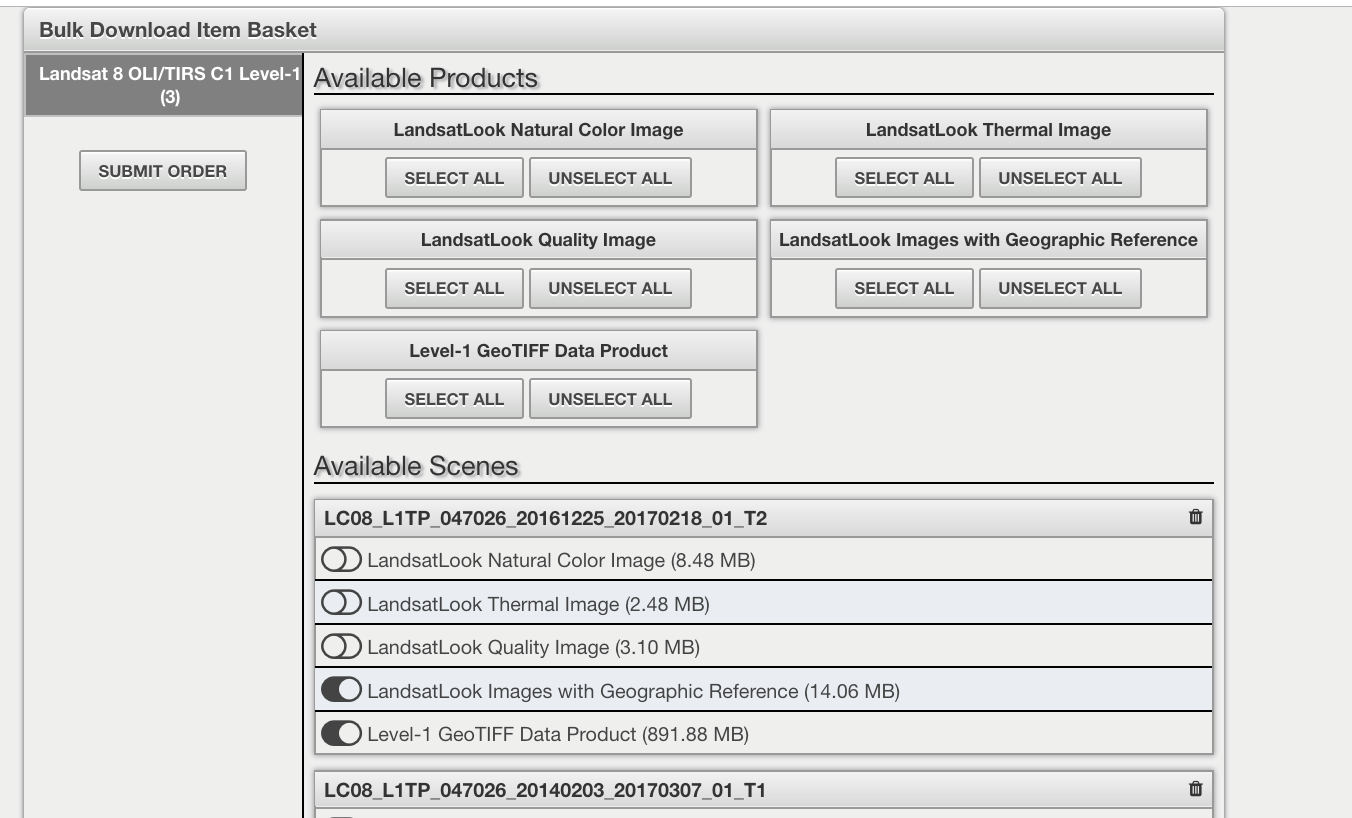 Bulk Download Item Basket
Landsat 8 OLI/TIRS C1 Level-1
(3)
SUBMIT ORDER
Available Products
LandsatLook Natural Color Image
SELECT ALL
UNSELECT ALL
LandsatLook Thermal Image
SELECT ALL
UNSELECT ALL
LandsatLook Quality Image
SELECT ALL
UNSELECT ALL
LandsatLook Images with Geographic Reference
SELECT ALL
UNSELECT ALL
Level-1 GeoTIFF Data Product
SELECT ALL
UNSELECT ALL
Available Scenes
LC08_L1TP_047026_20161225_20170218_01_T2
LandsatLook Natural Color Image (8.48 MB)
LandsatLook Thermal Image (2.48 MB)
LandsatLook Quality Image (3.10 MB)
LandsatLook Images with Geographic Reference (14.06 MB)
Level-1 GeoTIFF Data Product (891.88 MB)
LC08_L1TP_047026_20140203_20170307_01_T1